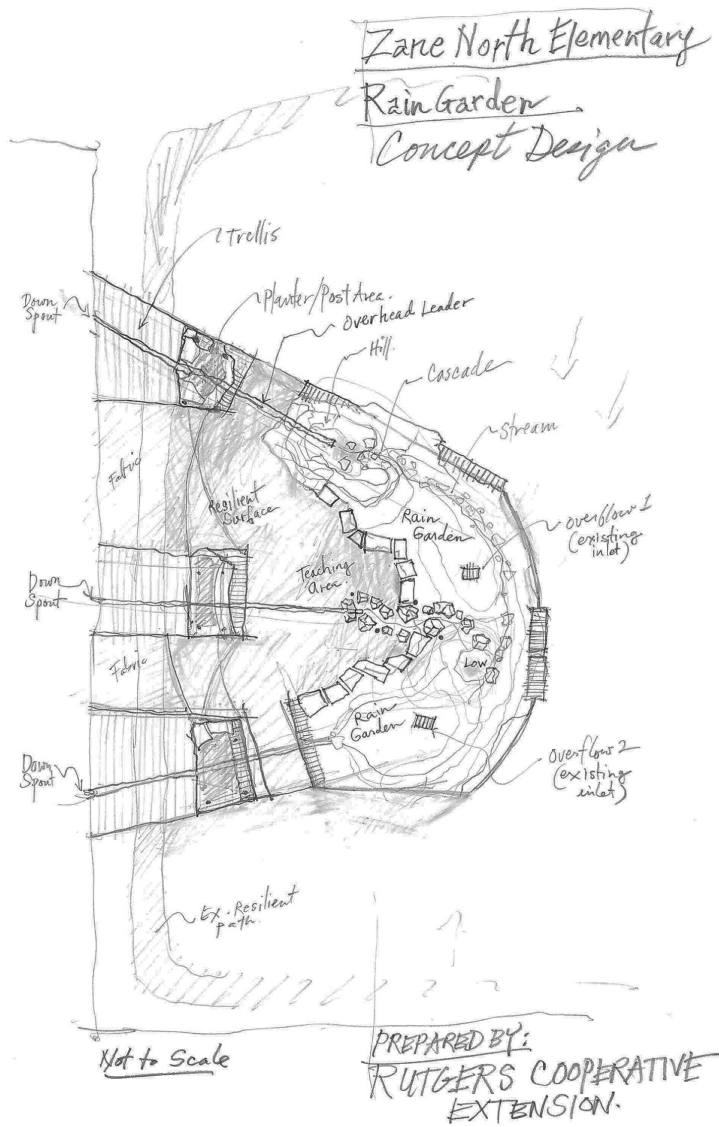 Zane North Elementary
Rain Garden
Concept Design
Trellis
Down
Spout
Planter/Post Area.
Overhead Leader
Hill.
Cascade
Stream
Fabric
Resilient
Surface
Rain
Garden
Overflow 1
(existing
inlet)
Teaching
Area.
Down
Spout
Fabric
Low
Rain
Garden
Down
Spout
Overflow 2
(existing
inlet)
Ex. Resilient
path.
Not to Scale
PREPARED BY:
RUTGERS COOPERATIVE
EXTENSION.